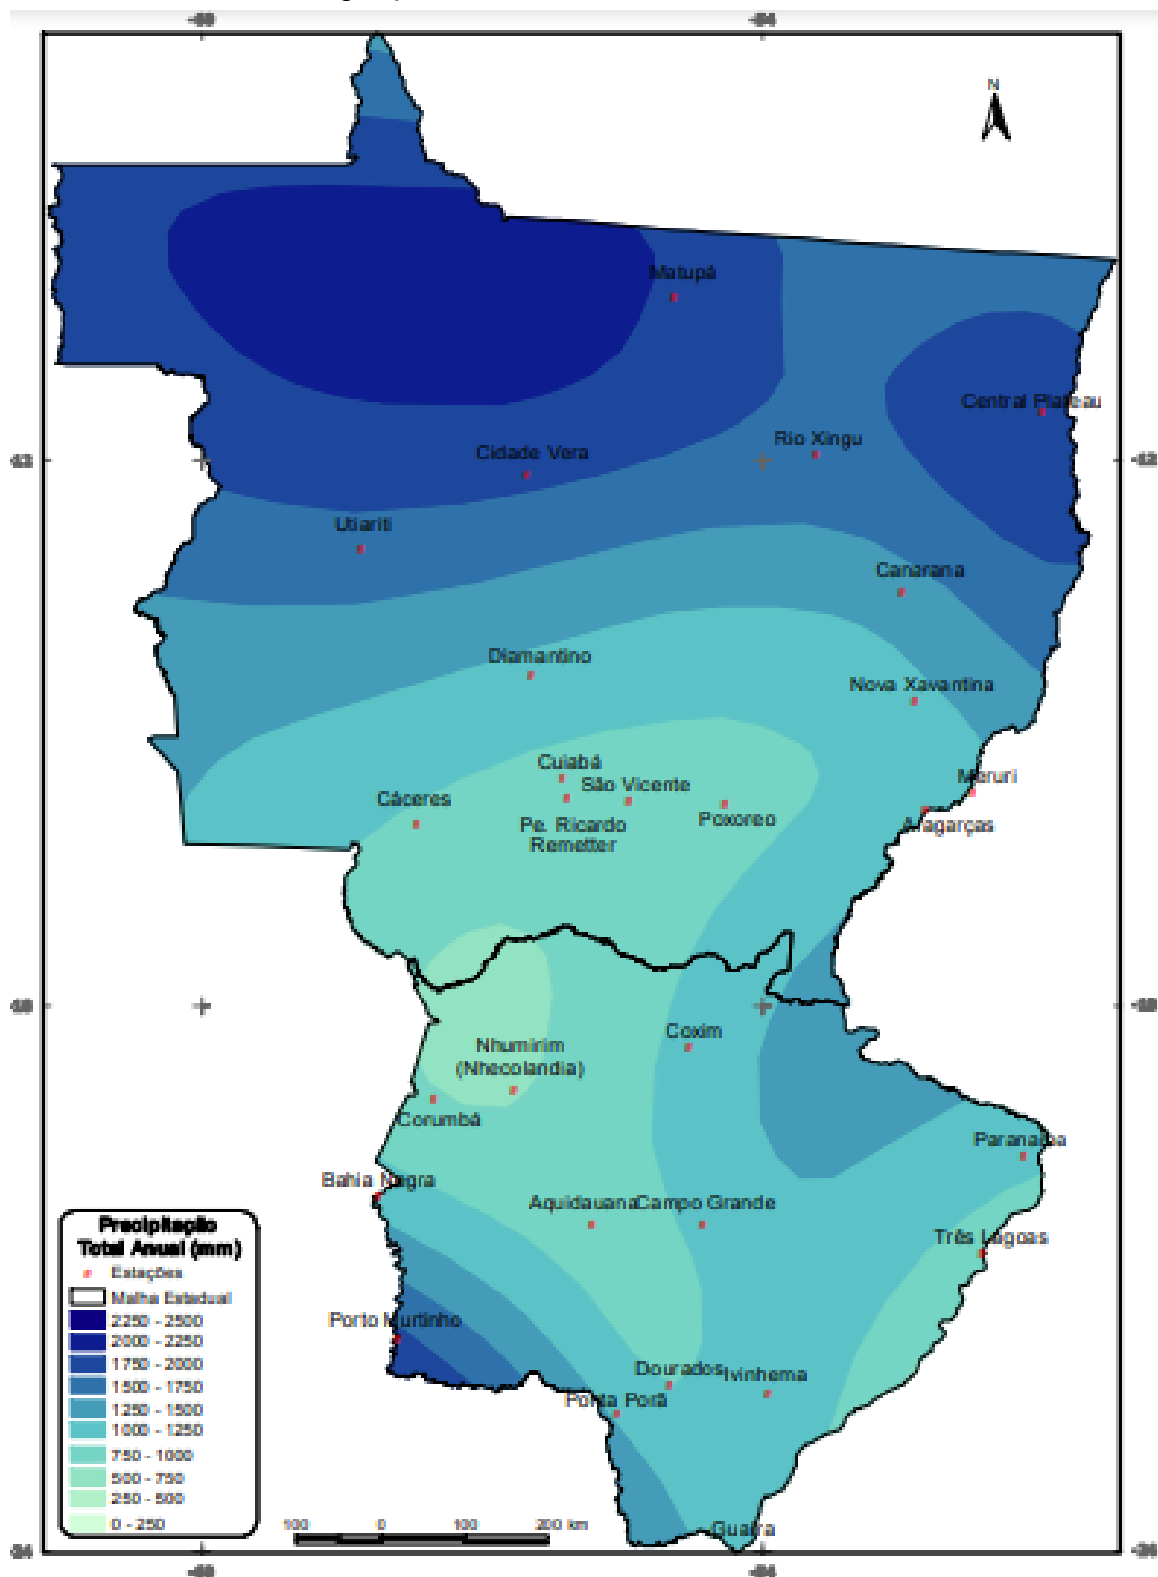 N
Matupá
Central Plateau
Rio Xingu
Cidade Vera
Utiariti
Canarana
Diamantino
Nova Xavantina
Cuiabá
Meruri
São Vicente
Cáceres
Poxoreo
Aragarças
Pe. Ricardo
Remetter
Coxim
Nhumirim
(Nhecolandia)
Corumbá
Paranaiba
Bahia Negra
Aquidauana
Campo Grande
Três Lagoas
Porto Murtinho
Dourados
Ivinhema
Ponta Porã
Guaira
Precipitação
Total Anual (mm)
Estações
Malha Estadual
2250 - 2500
2000 - 2250
1750 - 2000
1500 - 1750
1250 - 1500
1000 - 1250
750 - 1000
500 - 750
250 - 500
0 - 250
100 0 100 200 km